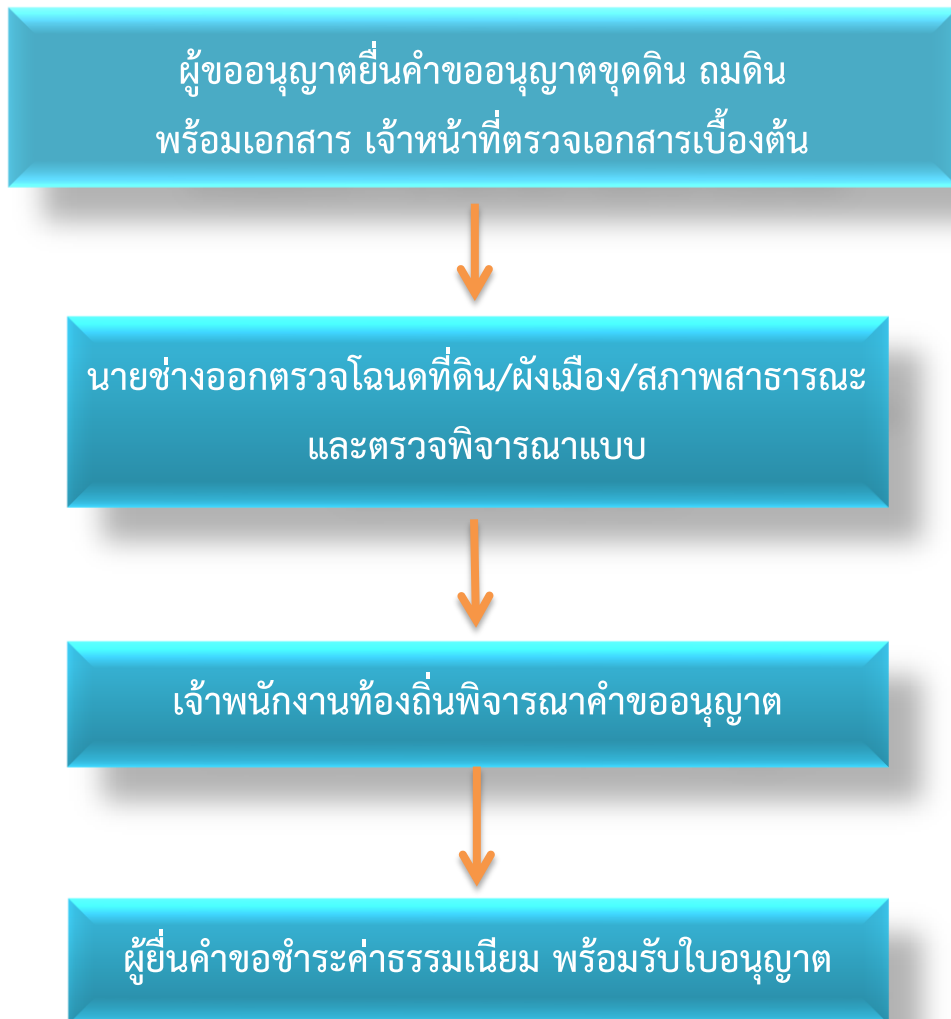 ผู้ขออนุญาตยื่นคำขออนุญาตขุดดิน ถมดิน
พร้อมเอกสาร เจ้าหน้าที่ตรวจเอกสารเบื้องต้น
นายช่างออกตรวจโฉนดที่ดิน/ผังเมือง/สภาพสาธารณะ
และตรวจพิจารณาแบบ
เจ้าพนักงานท้องถิ่นพิจารณาคำขออนุญาต
ผู้ยื่นคำขอชำระค่าธรรมเนียม พร้อมรับใบอนุญาต